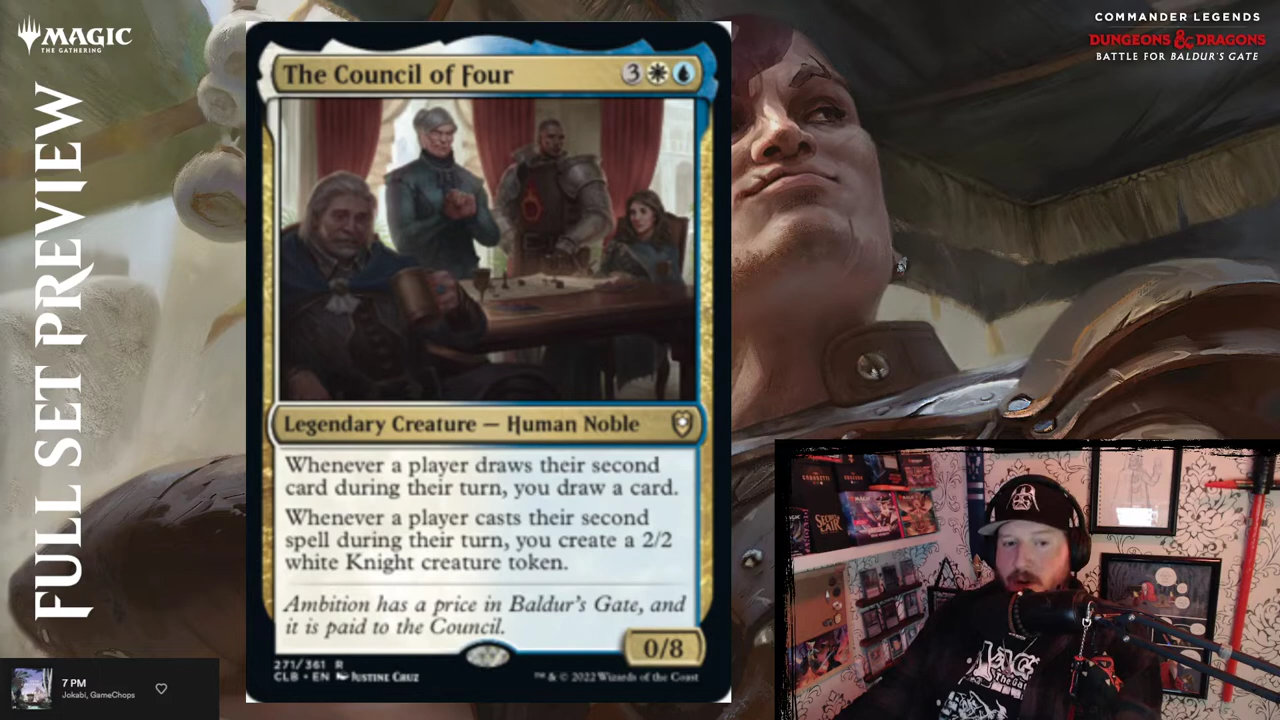 MAGIC
THE GATHERING
FULL SET PREVIEW
COMMANDER LEGENDS
DUNGEONS & DRAGONS
BATTLE FOR BALDUR'S GATE
The Council of Four 3
Legendary Creature — Human Noble
Whenever a player draws their second
card during their turn, you draw a card.
Whenever a player casts their second
spell during their turn, you create a 2/2
white Knight creature token.
Ambition has a price in Baldur's Gate, and
it is paid to the Council.
0/8
271/361 R
CLB • EN JUSTINE CRUZ
™ & © 2022 Wizards of the Coast
7 PM
Jokabi, GameChops
SECRET
LAIR